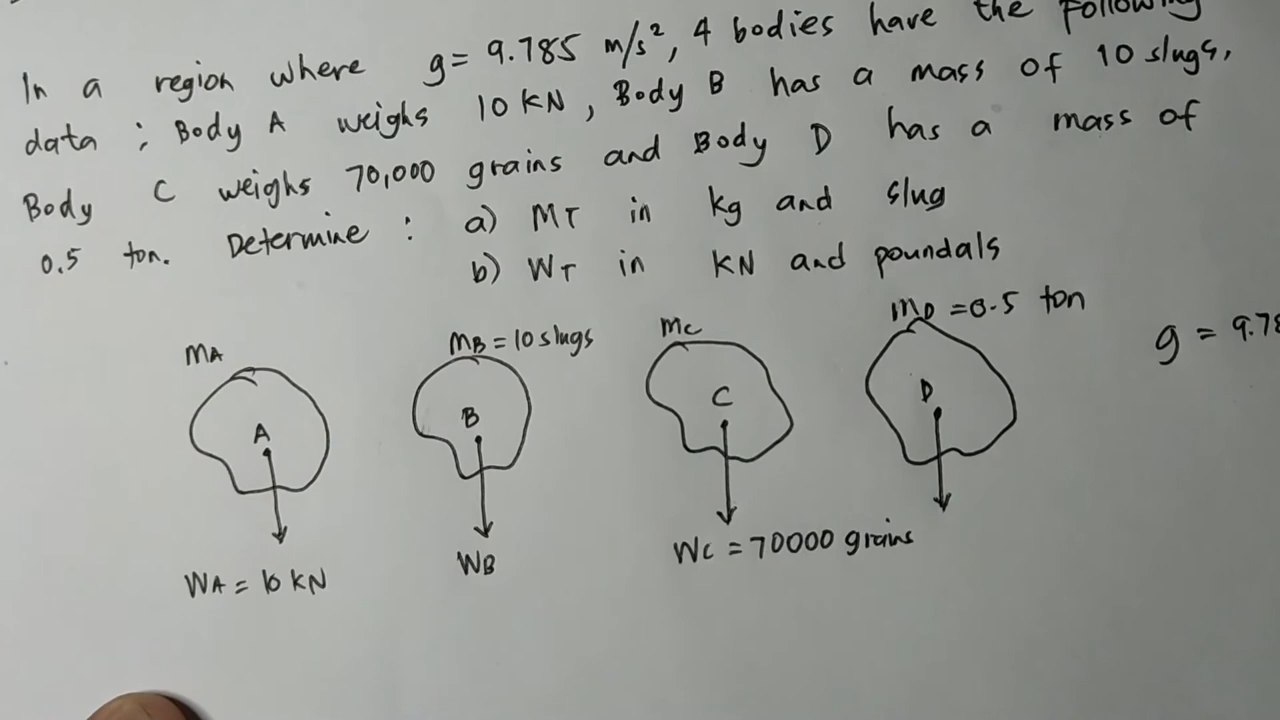 In a region where g = 9.785 m/s², 4 bodies have the following
data ; Body A weighs 10 KN, Body B has a mass of 10 slugs,
Body C weighs 70,000 grains and Body D has a mass of
0.5 ton. Determine : a) MT in kg and slug
b) WT in KN and poundals
MA
MB = 10 slugs
MC
MD = 0.5 ton
g = 9.78
A
B
C
D
WA = 10 KN
WB
WC = 70000 grains